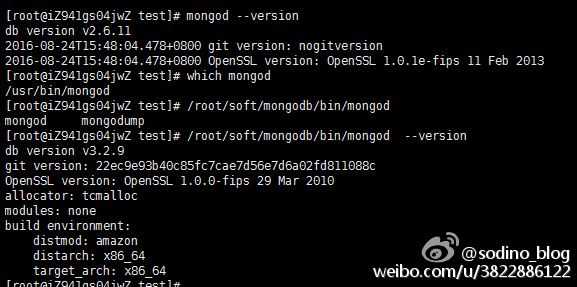 [root@iZ941gs04jwZ test]# mongod --version
db version v2.6.11
2016-08-24T15:48:04.478+0800 git version: nogitversion
2016-08-24T15:48:04.478+0800 OpenSSL version: OpenSSL 1.0.1e-fips 11 Feb 2013
[root@iZ941gs04jwZ test]# which mongod
/usr/bin/mongod
[root@iZ941gs04jwZ test]# /root/soft/mongodb/bin/mongod
mongod     mongodump
[root@iZ941gs04jwZ test]# /root/soft/mongodb/bin/mongod  --version
db version v3.2.9
git version: 22ec9e93b40c85fc7cae7d56e7d6a02fd811088c
OpenSSL version: OpenSSL 1.0.0-fips 29 Mar 2010
allocator: tcmalloc
modules: none
build environment:
    distmod: amazon
    distarch: x86_64
    target_arch: x86_64
[root@iZ941gs04jwZ test]#
@sodino_blog
weibo.com/u/3822886122